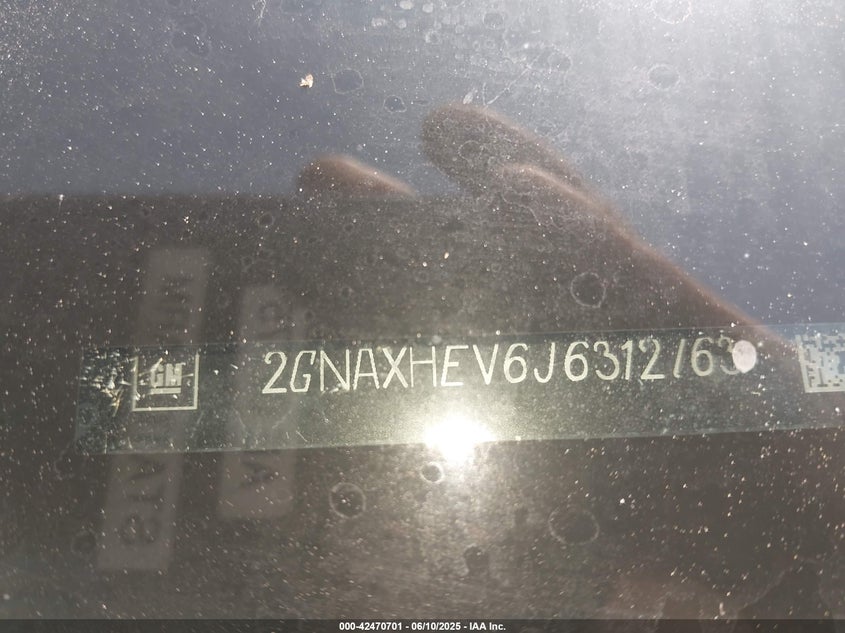 GM 2GNAXHEV6J6312763
000-42470701 - 06/10/2025 - IAA Inc.